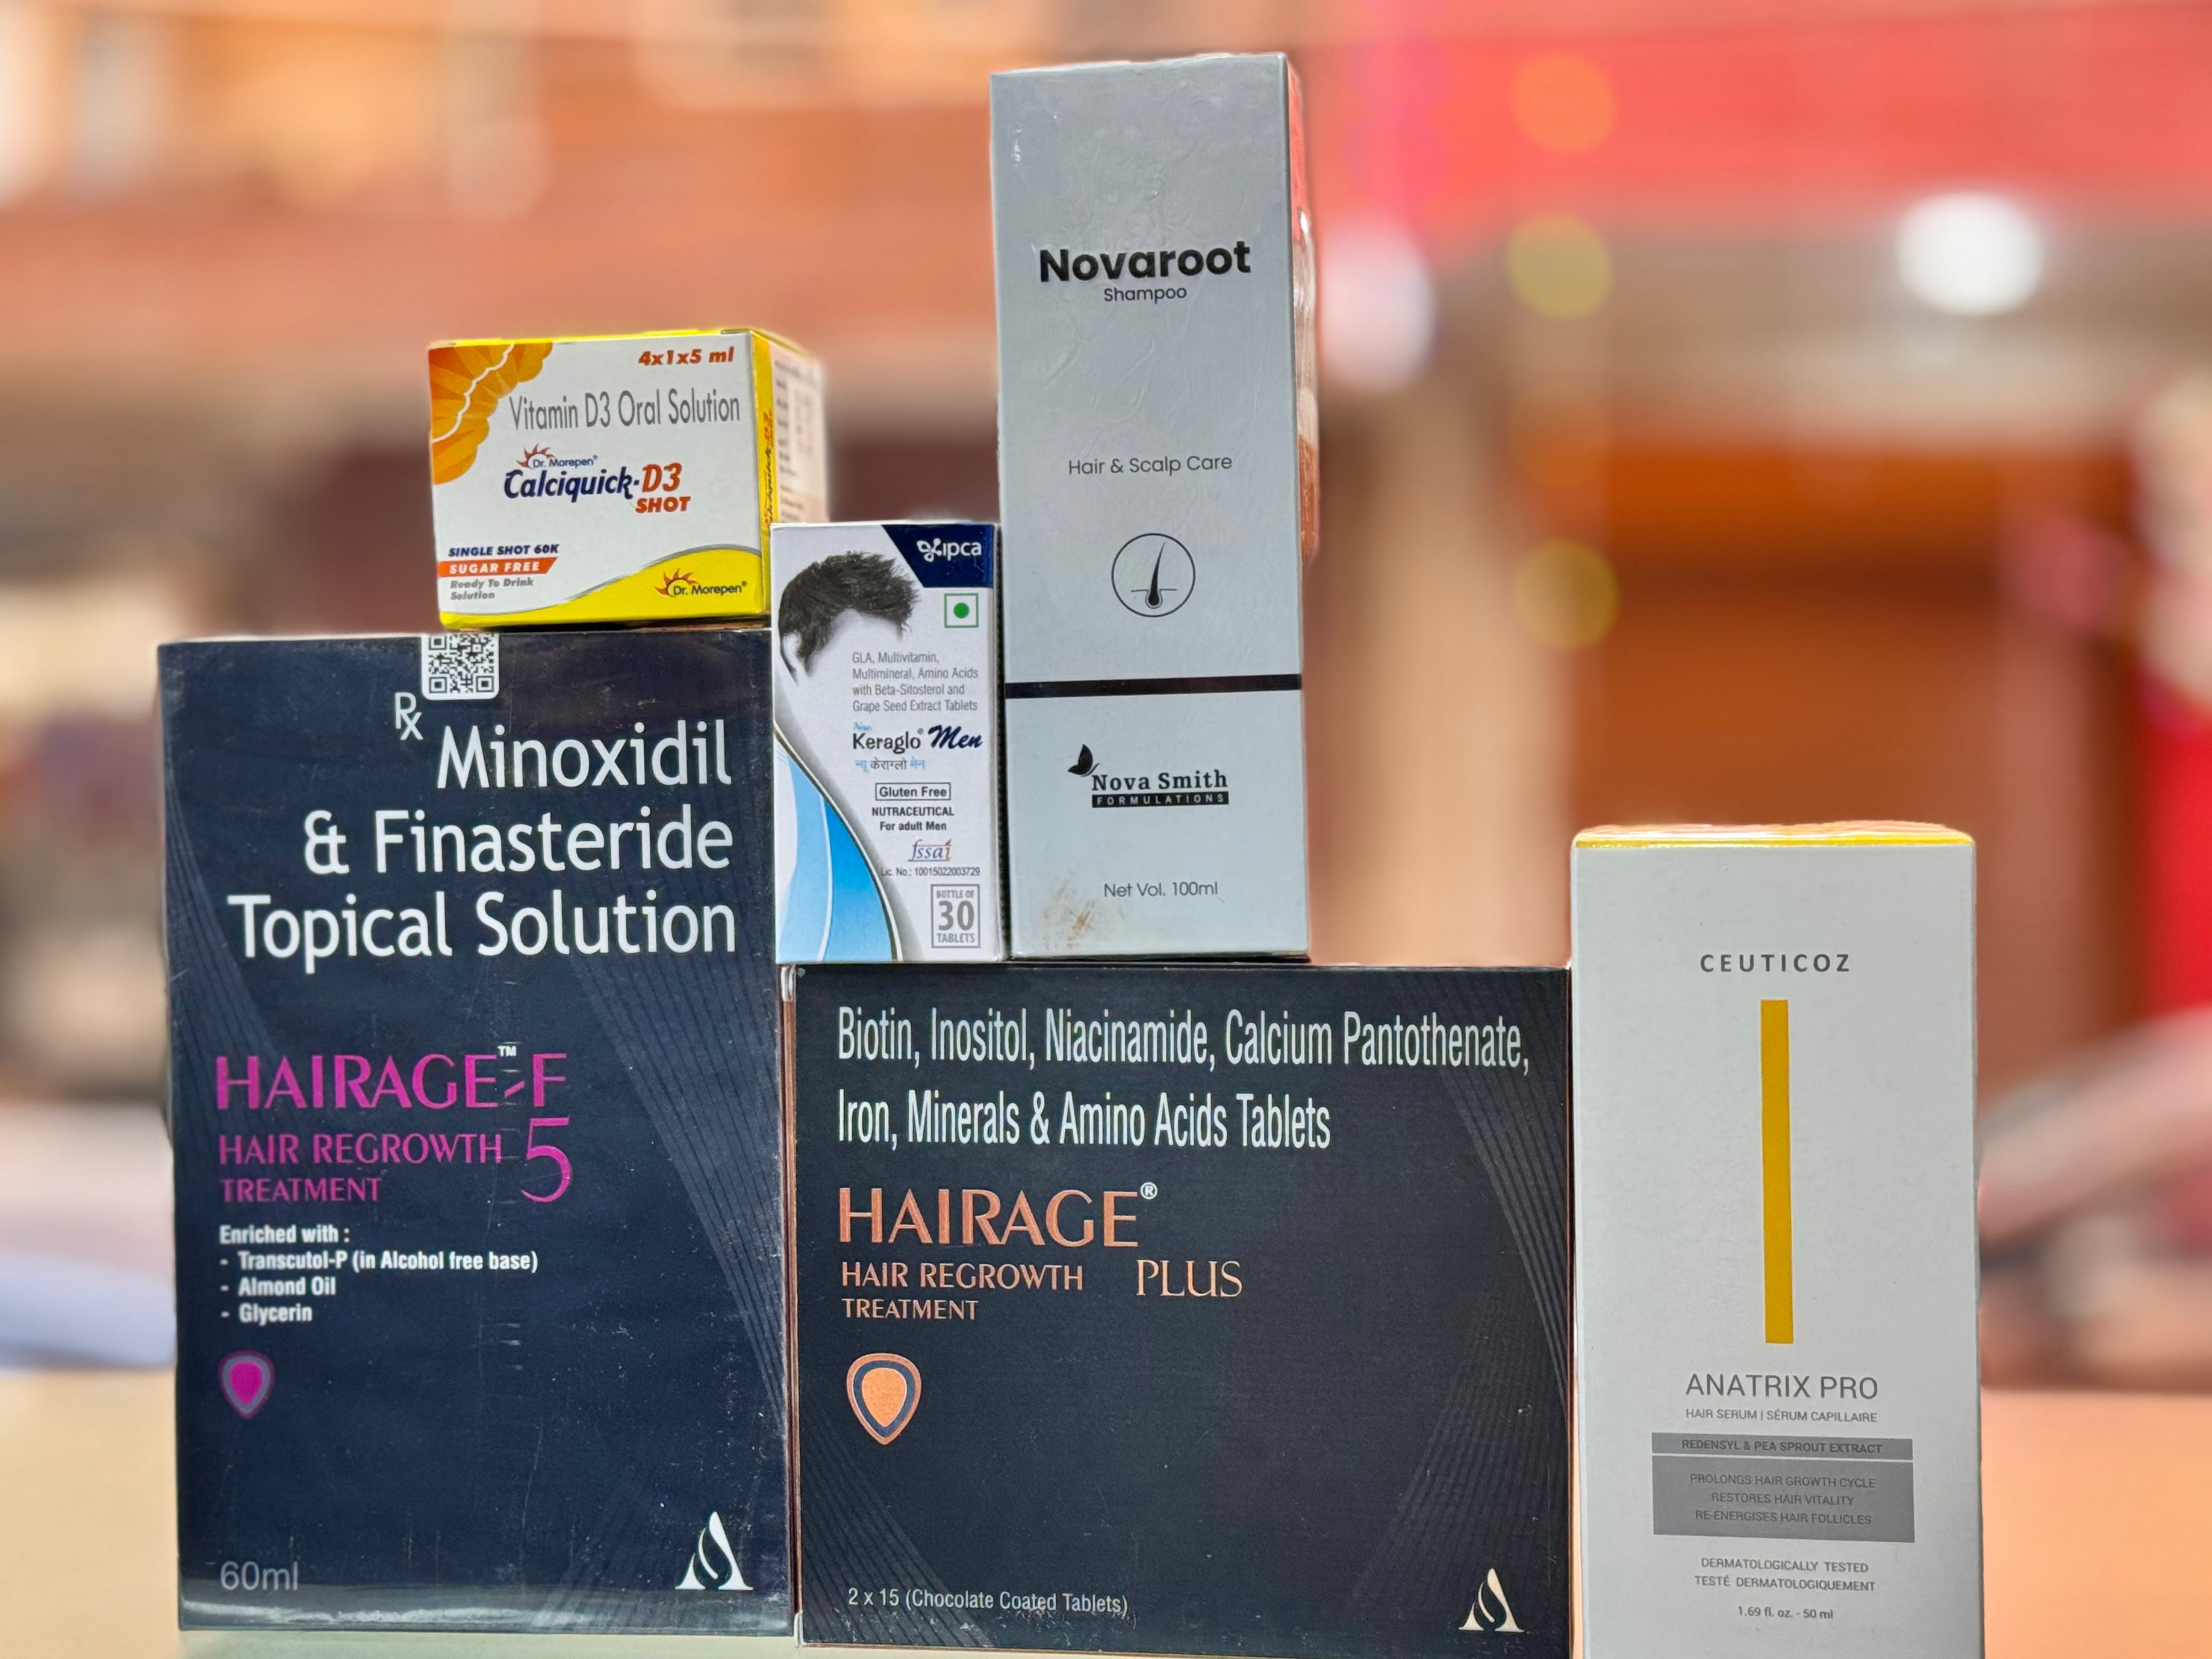 4x1x5 ml
Vitamin D3 Oral Solution
Dr. Morepen®
Calciquick-D3
SHOT
SINGLE SHOT 60K
SUGAR FREE
Ready To Drink
Solution
Dr. Morepen®
Rx
Minoxidil
& Finasteride
Topical Solution
HAIRAGE™-F
HAIR REGROWTH 5
TREATMENT
Enriched with :
- Transcutol-P (in Alcohol free base)
- Almond Oil
- Glycerin
60ml
ipca
GLA, Multivitamin,
Multimineral, Amino Acids
with Beta-Sitosterol and
Grape Seed Extract Tablets
New
Keraglo® Men
न्यू केराग्लो मेन
Gluten Free
NUTRACEUTICAL
For adult Men
fssai
Lic. No.: 10015022003729
BOTTLE OF
30
TABLETS
Novaroot
Shampoo
Hair & Scalp Care
Nova Smith
FORMULATIONS
Net Vol. 100ml
Biotin, Inositol, Niacinamide, Calcium Pantothenate,
Iron, Minerals & Amino Acids Tablets
HAIRAGE®
HAIR REGROWTH PLUS
TREATMENT
2 x 15 (Chocolate Coated Tablets)
CEUTICOZ
ANATRIX PRO
HAIR SERUM | SÉRUM CAPILLAIRE
REDENSYL & PEA SPROUT EXTRACT
PROLONGS HAIR GROWTH CYCLE
RESTORES HAIR VITALITY
RE-ENERGISES HAIR FOLLICLES
DERMATOLOGICALLY TESTED
TESTÉ DERMATOLOGIQUEMENT
1.69 fl. oz. - 50 ml